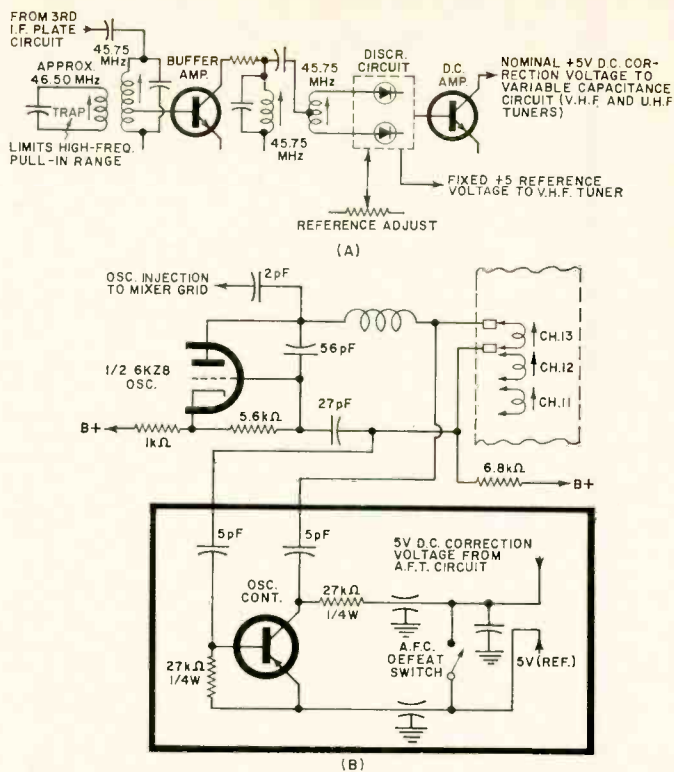 FROM 3RD
I.F. PLATE
CIRCUIT
45.75
MHz
APPROX.
46.50 MHz
TRAP
LIMITS HIGH-FREQ.
PULL-IN RANGE
BUFFER
AMP.
45.75
MHz
45.75
MHz
DISCR.
CIRCUIT
D.C.
AMP.
NOMINAL +5V D.C. COR-
RECTION VOLTAGE TO
VARIABLE CAPACITANCE
CIRCUIT (V.H.F. AND U.H.F.
TUNERS)
FIXED +5 REFERENCE
VOLTAGE TO V.H.F. TUNER
REFERENCE ADJUST
(A)
OSC. INJECTION
TO MIXER GRID
2pF
56pF
1/2 6KZ8
OSC.
27pF
B+
1kΩ
5.6kΩ
CH.13
CH.12
CH.11
6.8kΩ
B+
5pF
5pF
5V D.C. CORRECTION
VOLTAGE FROM
A.F.T. CIRCUIT
OSC.
CONT.
27kΩ
1/4W
27kΩ
1/4W
A.F.C.
DEFEAT
SWITCH
5V (REF.)
(B)